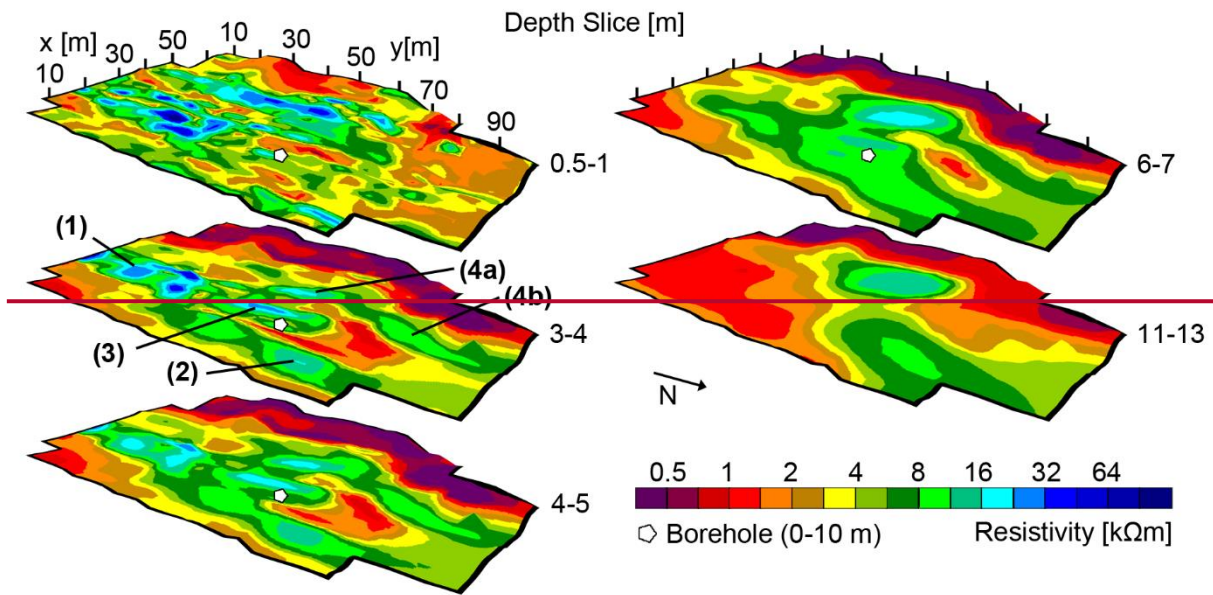 Depth Slice [m]
x [m]
10
30
50
10
30
y[m]
50
70
90
0.5-1
6-7
(1)
(4a)
(4b)
(3)
(2)
3-4
11-13
N
4-5
0.5 1 2 4 8 16 32 64
Borehole (0-10 m) Resistivity [kΩm]